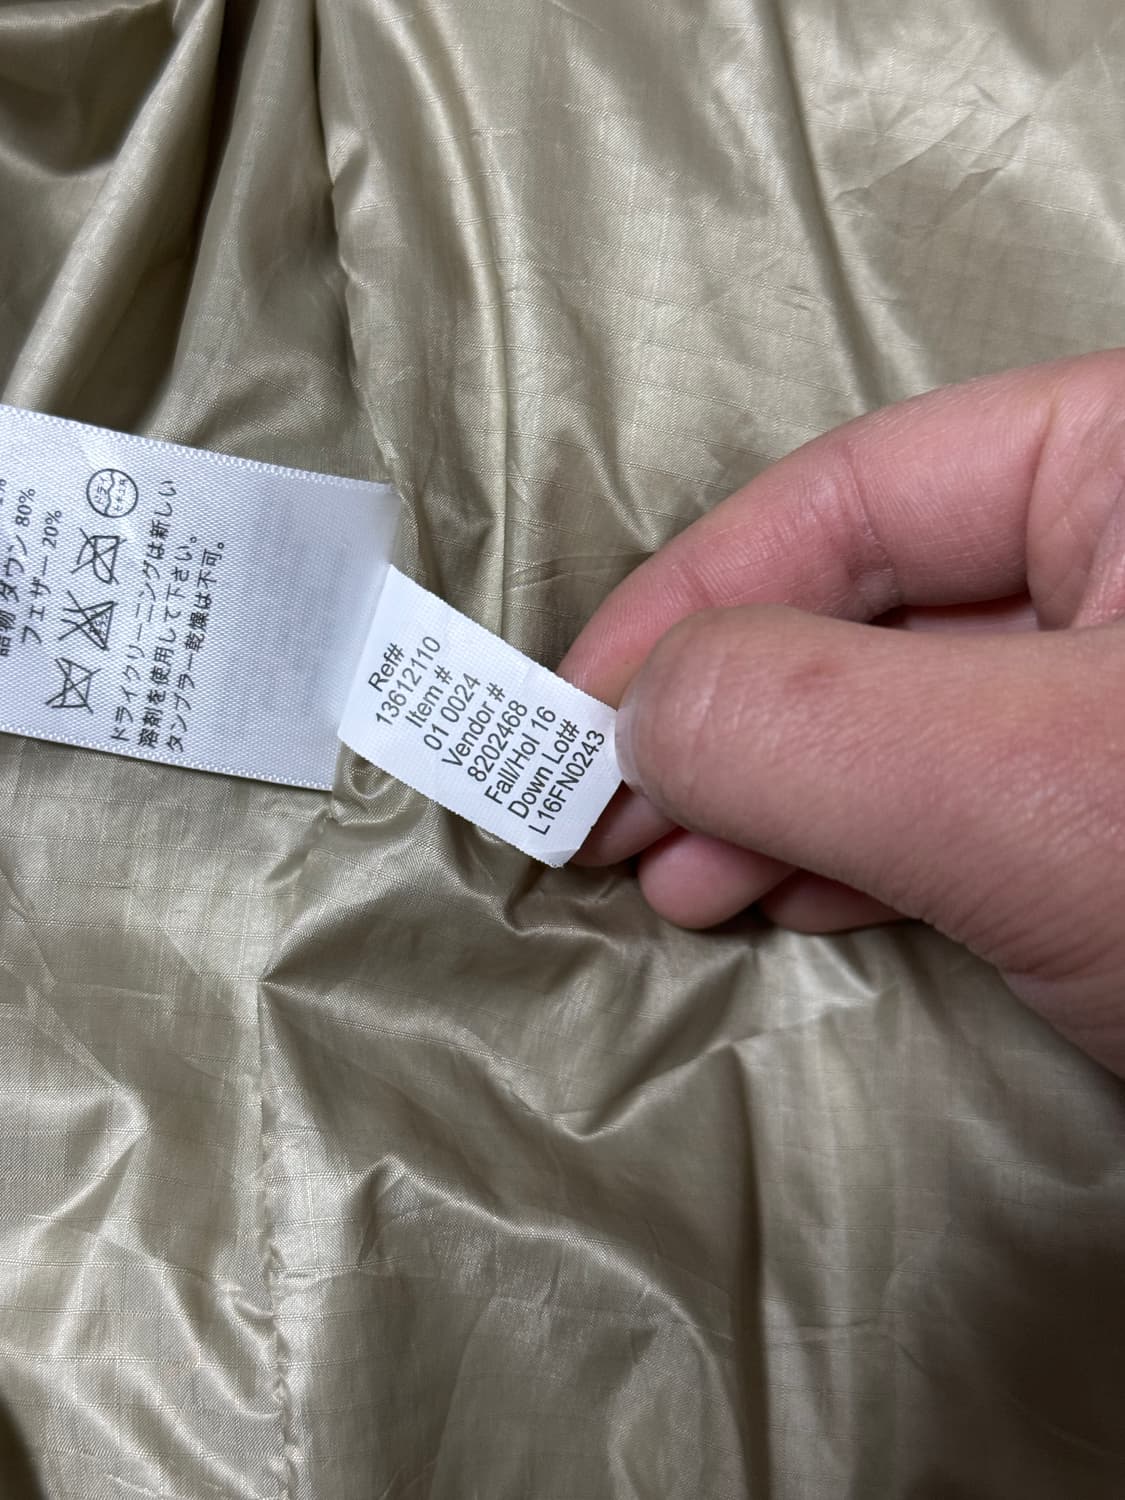 ダウン 80%
フェザー 20%
ドライクリーニングは新しい
溶剤を使用して下さい。
タンブラー乾燥は不可。
Ref#
13612110
Item #
01 0024
Vendor #
8202468
Fall/Hol 16
Down Lot#
L16FN0243